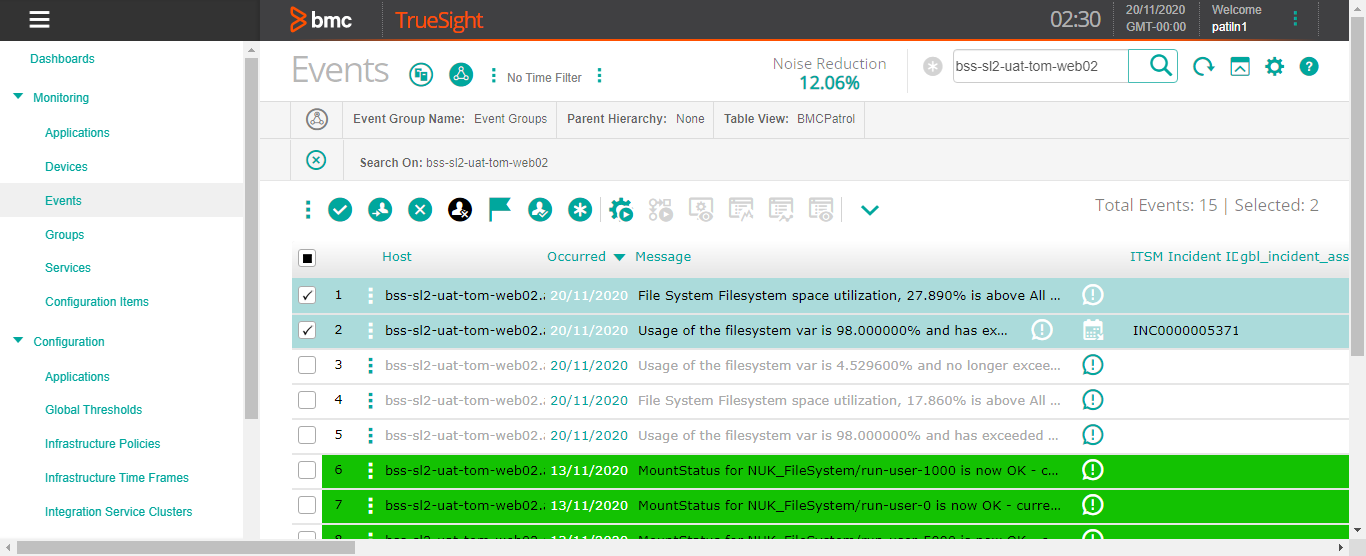 bmc TrueSight 02:30 20/11/2020 Welcome
GMT-00:00 patiln1
Dashboards
Monitoring
Applications
Devices
Events
Groups
Services
Configuration Items
Configuration
Applications
Global Thresholds
Infrastructure Policies
Infrastructure Time Frames
Integration Service Clusters
Events No Time Filter Noise Reduction bss-sl2-uat-tom-web02
12.06%
Event Group Name: Event Groups Parent Hierarchy: None Table View: BMCPatrol
Search On: bss-sl2-uat-tom-web02
Total Events: 15 | Selected: 2
Host Occurred Message ITSM Incident ID gbl_incident_ass
1 bss-sl2-uat-tom-web02. 20/11/2020 File System Filesystem space utilization, 27.890% is above All ...
2 bss-sl2-uat-tom-web02. 20/11/2020 Usage of the filesystem var is 98.000000% and has ex... INC0000005371
3 bss-sl2-uat-tom-web02. 20/11/2020 Usage of the filesystem var is 4.529600% and no longer excee...
4 bss-sl2-uat-tom-web02. 20/11/2020 File System Filesystem space utilization, 17.860% is above All ...
5 bss-sl2-uat-tom-web02. 20/11/2020 Usage of the filesystem var is 98.000000% and has exceeded ...
6 bss-sl2-uat-tom-web02. 13/11/2020 MountStatus for NUK_FileSystem/run-user-1000 is now OK - c...
7 bss-sl2-uat-tom-web02. 13/11/2020 MountStatus for NUK_FileSystem/run-user-0 is now OK - curre...